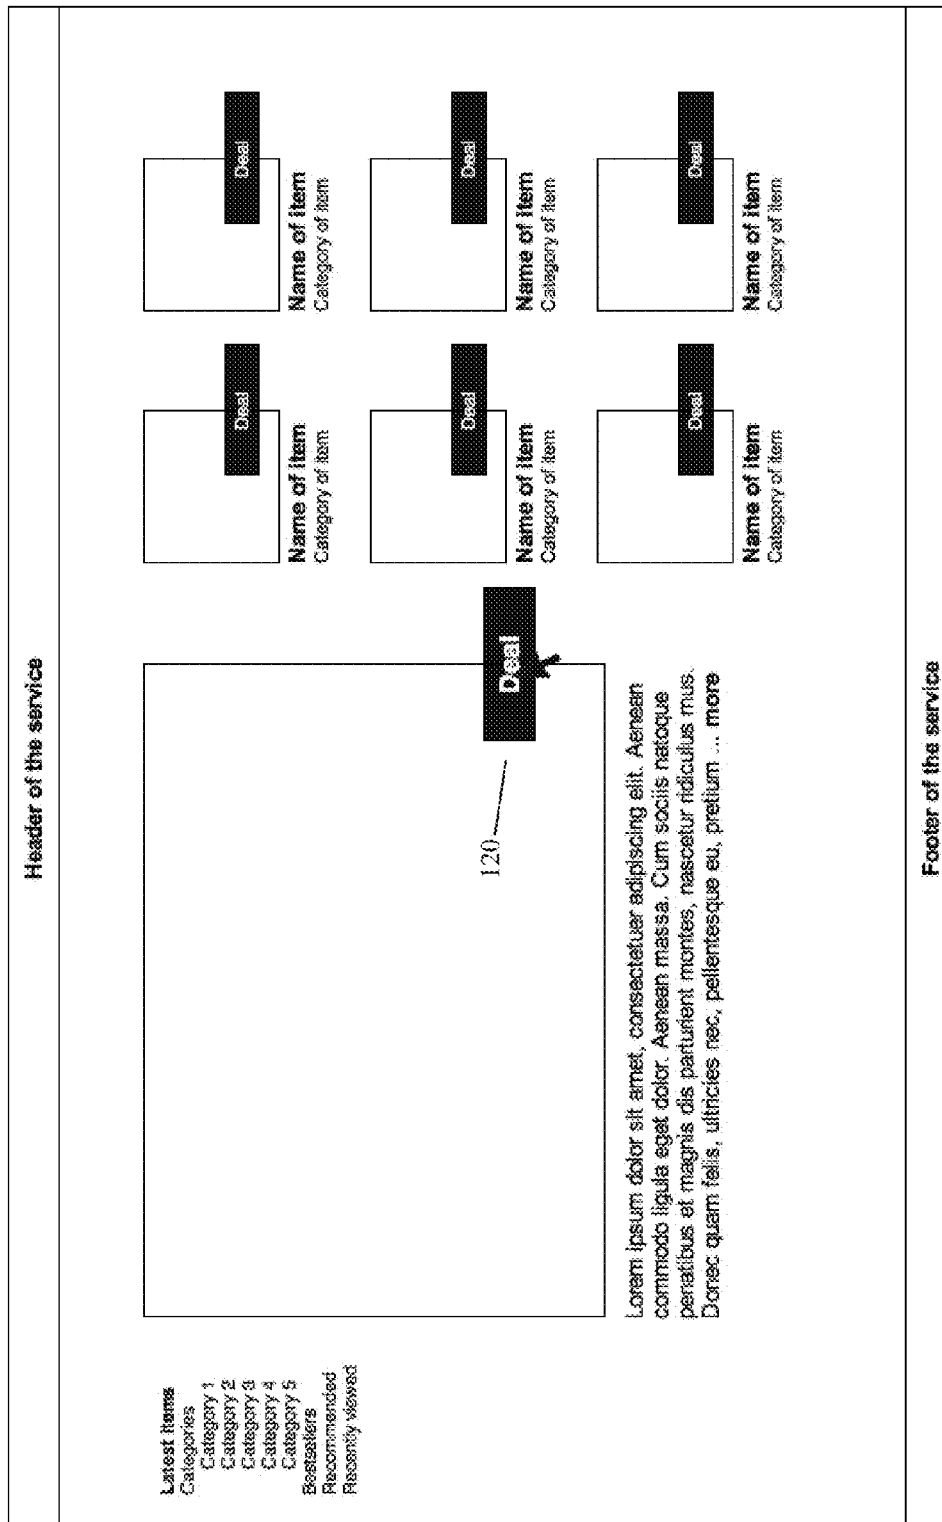 Header of the service
Latest items
Categories
Category 1
Category 2
Category 3
Category 4
Category 5
Bestsellers
Recommended
Recently viewed
Deal
120
Lorem ipsum dolor sit amet, consectetuer adipiscing elit. Aenean
commodo ligula eget dolor. Aenean massa. Cum sociis natoque
penatibus et magnis dis parturient montes, nascetur ridiculus mus.
Donec quam felis, ultricies nec, pellentesque eu, pretium ... more
Deal
Name of item
Category of item
Deal
Name of item
Category of item
Deal
Name of item
Category of item
Deal
Name of item
Category of item
Deal
Name of item
Category of item
Deal
Name of item
Category of item
Footer of the service